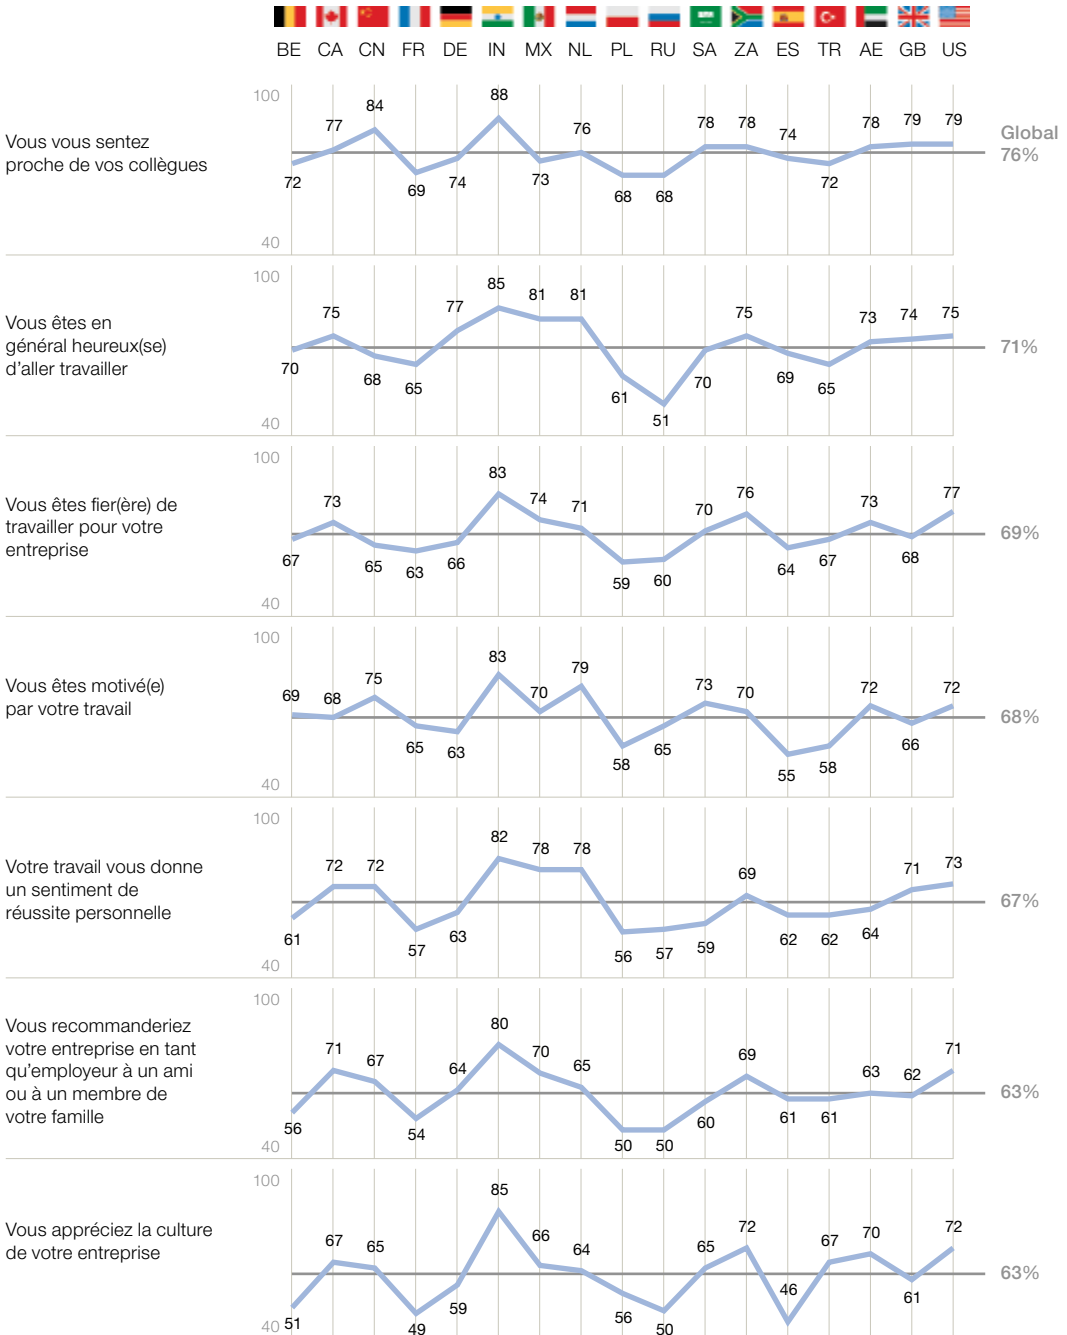 BE CA CN FR DE IN MX NL PL RU SA ZA ES TR AE GB US
Vous vous sentez
proche de vos collègues
100
40
72 77 84 69 74 88 73 76 68 68 78 78 74 72 78 79 79
Global
76%
Vous êtes en
général heureux(se)
d’aller travailler
100
40
70 75 68 65 77 85 81 81 61 51 70 75 69 65 73 74 75
71%
Vous êtes fier(ère) de
travailler pour votre
entreprise
100
40
67 73 65 63 66 83 74 71 59 60 70 76 64 67 73 68 77
69%
Vous êtes motivé(e)
par votre travail
100
40
69 68 75 65 63 83 70 79 58 65 73 70 55 58 72 66 72
68%
Votre travail vous donne
un sentiment de
réussite personnelle
100
40
61 72 72 57 63 82 78 78 56 57 59 69 62 62 64 71 73
67%
Vous recommanderiez
votre entreprise en tant
qu’employeur à un ami
ou à un membre de
votre famille
100
40
56 71 67 54 64 80 70 65 50 50 60 69 61 61 63 62 71
63%
Vous appréciez la culture
de votre entreprise
100
40
51 67 65 49 59 85 66 64 56 50 65 72 46 67 70 61 72
63%